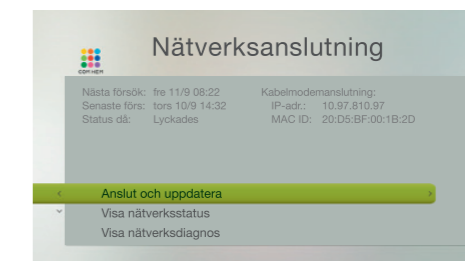 Nätverksanslutning
COM HEM
Nästa försök: fre 11/9 08:22
Senaste förs: tors 10/9 14:32
Status då: Lyckades
Kabelmodemanslutning:
IP-adr.: 10.97.810.97
MAC ID: 20:D5:BF:00:1B:2D
Anslut och uppdatera
Visa nätverksstatus
Visa nätverksdiagnos